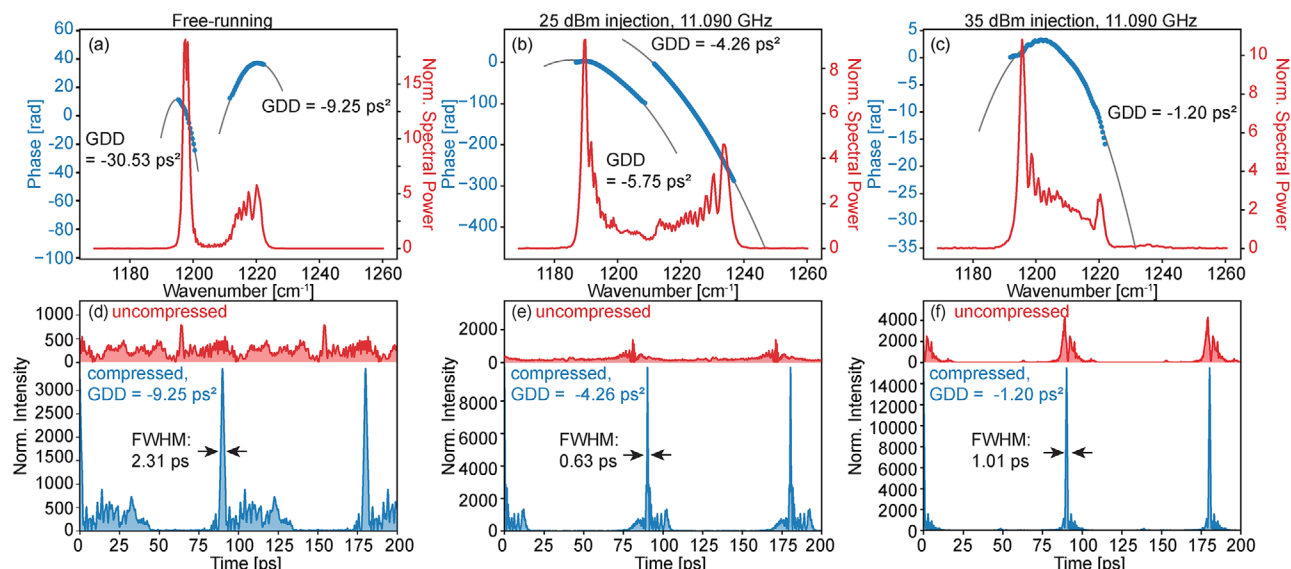 Free-running
25 dBm injection, 11.090 GHz
35 dBm injection, 11.090 GHz
(a)
60
40
20
0
−20
−40
−60
−80
−100
Phase [rad]
GDD
= -30.53 ps²
GDD = -9.25 ps²
15
10
5
0
Norm. Spectral Power
1180
1200
1220
1240
1260
Wavenumber [cm⁻¹]
(b)
100
0
−100
−200
−300
−400
Phase [rad]
GDD = -4.26 ps²
GDD
= -5.75 ps²
8
6
4
2
0
Norm. Spectral Power
1180
1200
1220
1240
1260
Wavenumber [cm⁻¹]
(c)
5
0
−5
−10
−15
−20
−25
−30
−35
Phase [rad]
GDD = -1.20 ps²
10
8
6
4
2
0
Norm. Spectral Power
1180
1200
1220
1240
1260
Wavenumber [cm⁻¹]
(d) uncompressed
1000
500
0
compressed,
GDD = -9.25 ps²
3000
2500
2000
1500
1000
500
0
Norm. Intensity
FWHM:
2.31 ps
0
25
50
75
100
125
150
175
200
Time [ps]
(e) uncompressed
2000
0
compressed,
GDD = -4.26 ps²
8000
6000
4000
2000
0
Norm. Intensity
FWHM:
0.63 ps
0
25
50
75
100
125
150
175
200
Time [ps]
(f) uncompressed
4000
2000
0
compressed,
GDD = -1.20 ps²
14000
12000
10000
8000
6000
4000
2000
0
Norm. Intensity
FWHM:
1.01 ps
0
25
50
75
100
125
150
175
200
Time [ps]